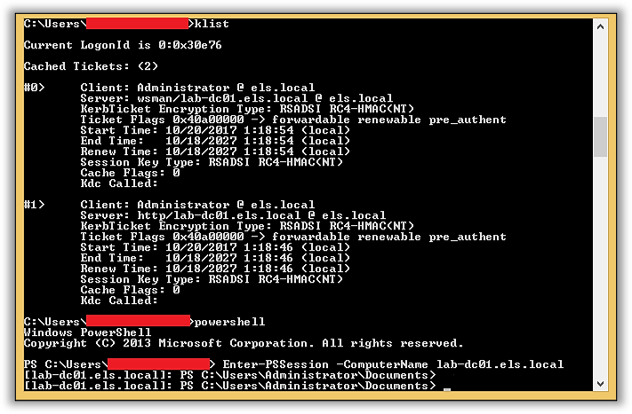 C:\Users\ >klist
Current LogonId is 0:0x30e76
Cached Tickets: (2)
#0> Client: Administrator @ els.local
Server: wsman/lab-dc01.els.local @ els.local
KerbTicket Encryption Type: RSADSI RC4-HMAC(NT)
Ticket Flags 0x40a00000 -> forwardable renewable pre_authent
Start Time: 10/20/2017 1:18:54 (local)
End Time: 10/18/2027 1:18:54 (local)
Renew Time: 10/18/2027 1:18:54 (local)
Session Key Type: RSADSI RC4-HMAC(NT)
Cache Flags: 0
Kdc Called:
#1> Client: Administrator @ els.local
Server: http/lab-dc01.els.local @ els.local
KerbTicket Encryption Type: RSADSI RC4-HMAC(NT)
Ticket Flags 0x40a00000 -> forwardable renewable pre_authent
Start Time: 10/20/2017 1:18:46 (local)
End Time: 10/18/2027 1:18:46 (local)
Renew Time: 10/18/2027 1:18:46 (local)
Session Key Type: RSADSI RC4-HMAC(NT)
Cache Flags: 0
Kdc Called:
C:\Users\ >powershell
Windows PowerShell
Copyright (C) 2013 Microsoft Corporation. All rights reserved.
PS C:\Users\ > Enter-PSSession -ComputerName lab-dc01.els.local
[lab-dc01.els.local]: PS C:\Users\Administrator\Documents>
[lab-dc01.els.local]: PS C:\Users\Administrator\Documents> _